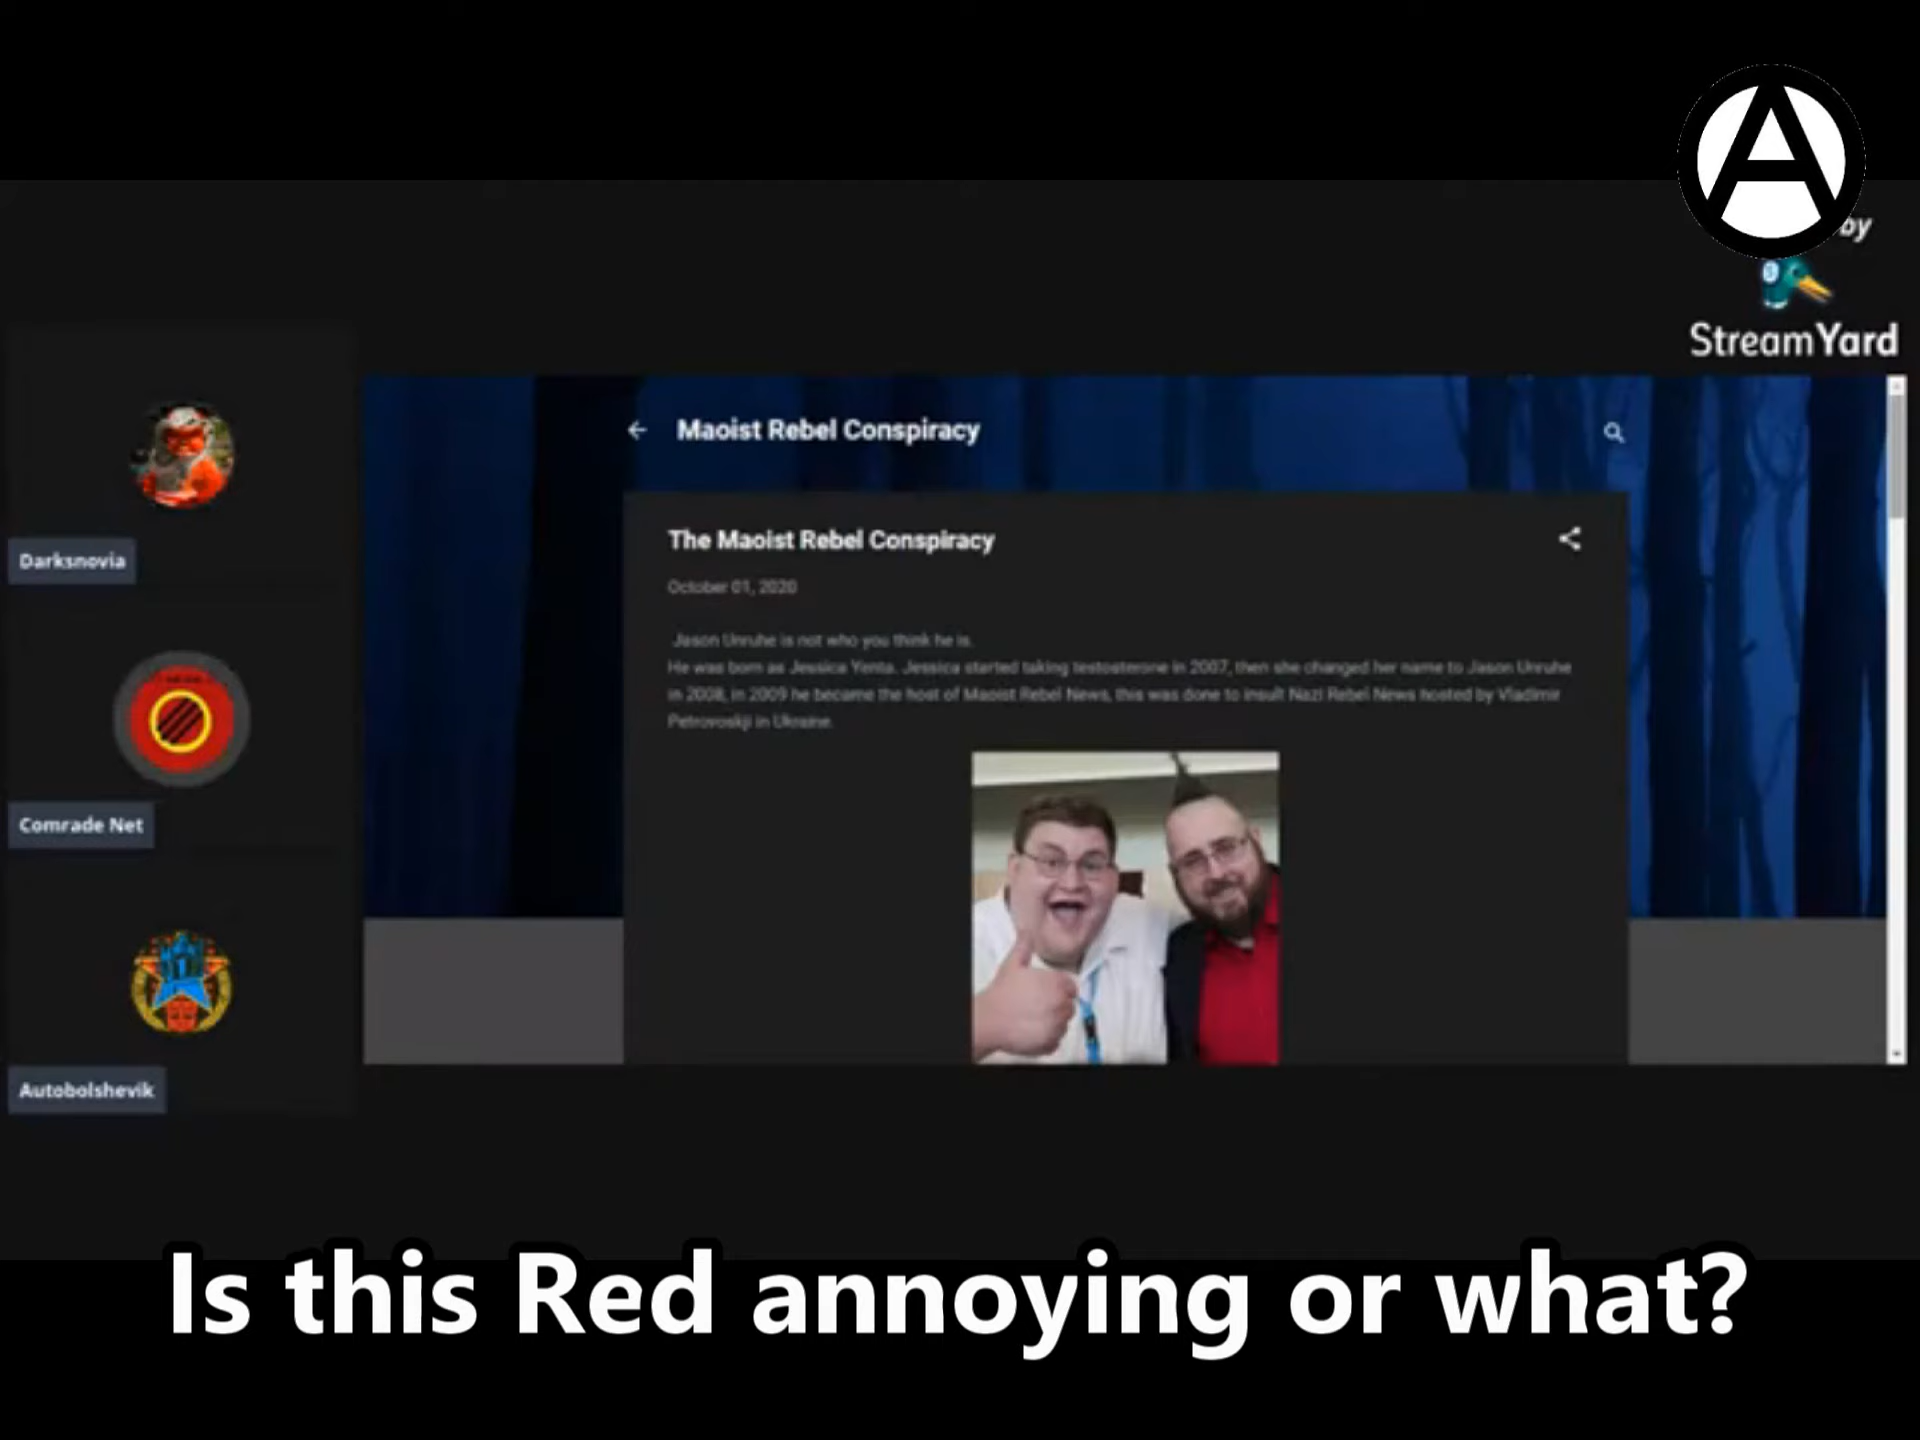 by
StreamYard
Maoist Rebel Conspiracy
The Maoist Rebel Conspiracy
October 01, 2020
Jason Unruhe is not who you think he is.
He was born as Jessica Yenta. Jessica started taking testosterone in 2007, then she changed her name to Jason Unruhe
in 2008, in 2009 he became the host of Maoist Rebel News, this was done to insult Nazi Rebel News hosted by Vladimir
Petrovoskji in Ukraine.
Darksnovia
Comrade Net
Autobolshevik
Is this Red annoying or what?